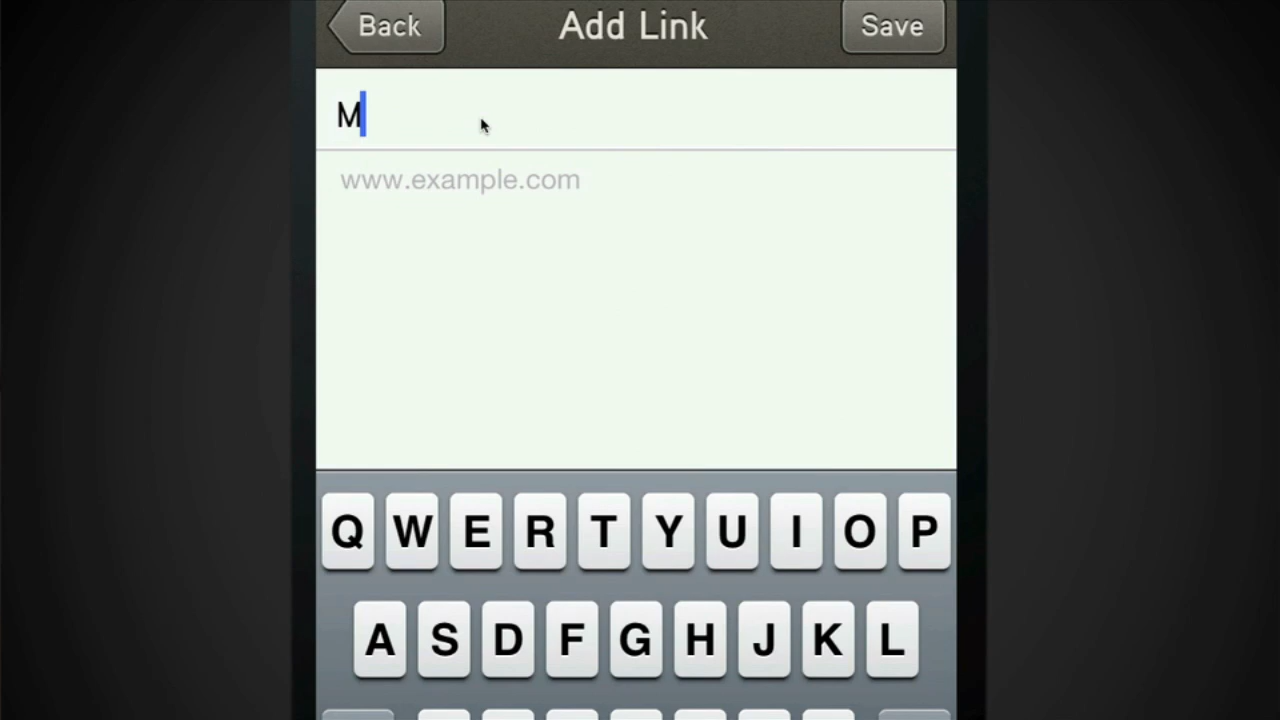 Back Add Link Save
M
www.example.com
Q W E R T Y U I O P
A S D F G H J K L